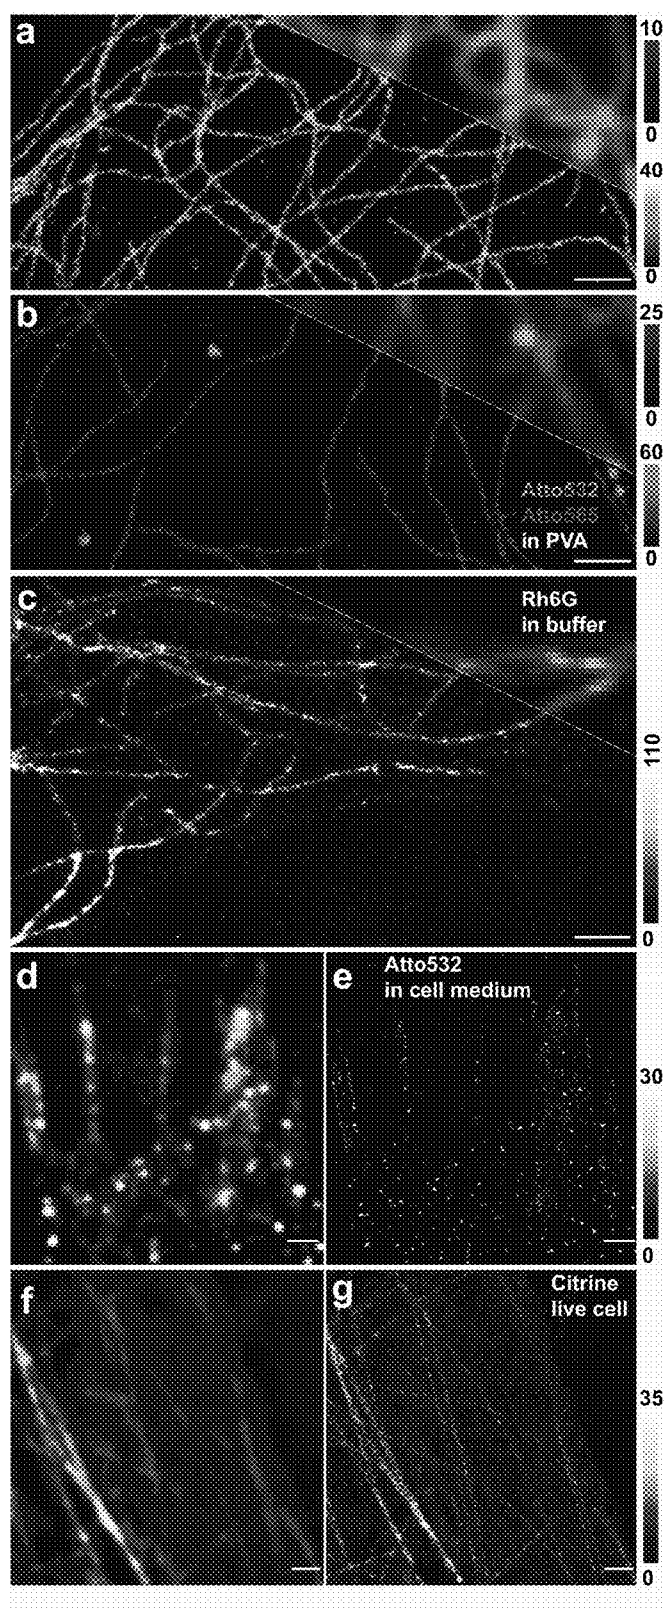 a
10
0
40
0
b
25
0
60
Atto532
Atto565
in PVA
0
c
Rh6G
in buffer
110
0
d
e
Atto532
in cell medium
30
0
f
g
Citrine
live cell
35
0